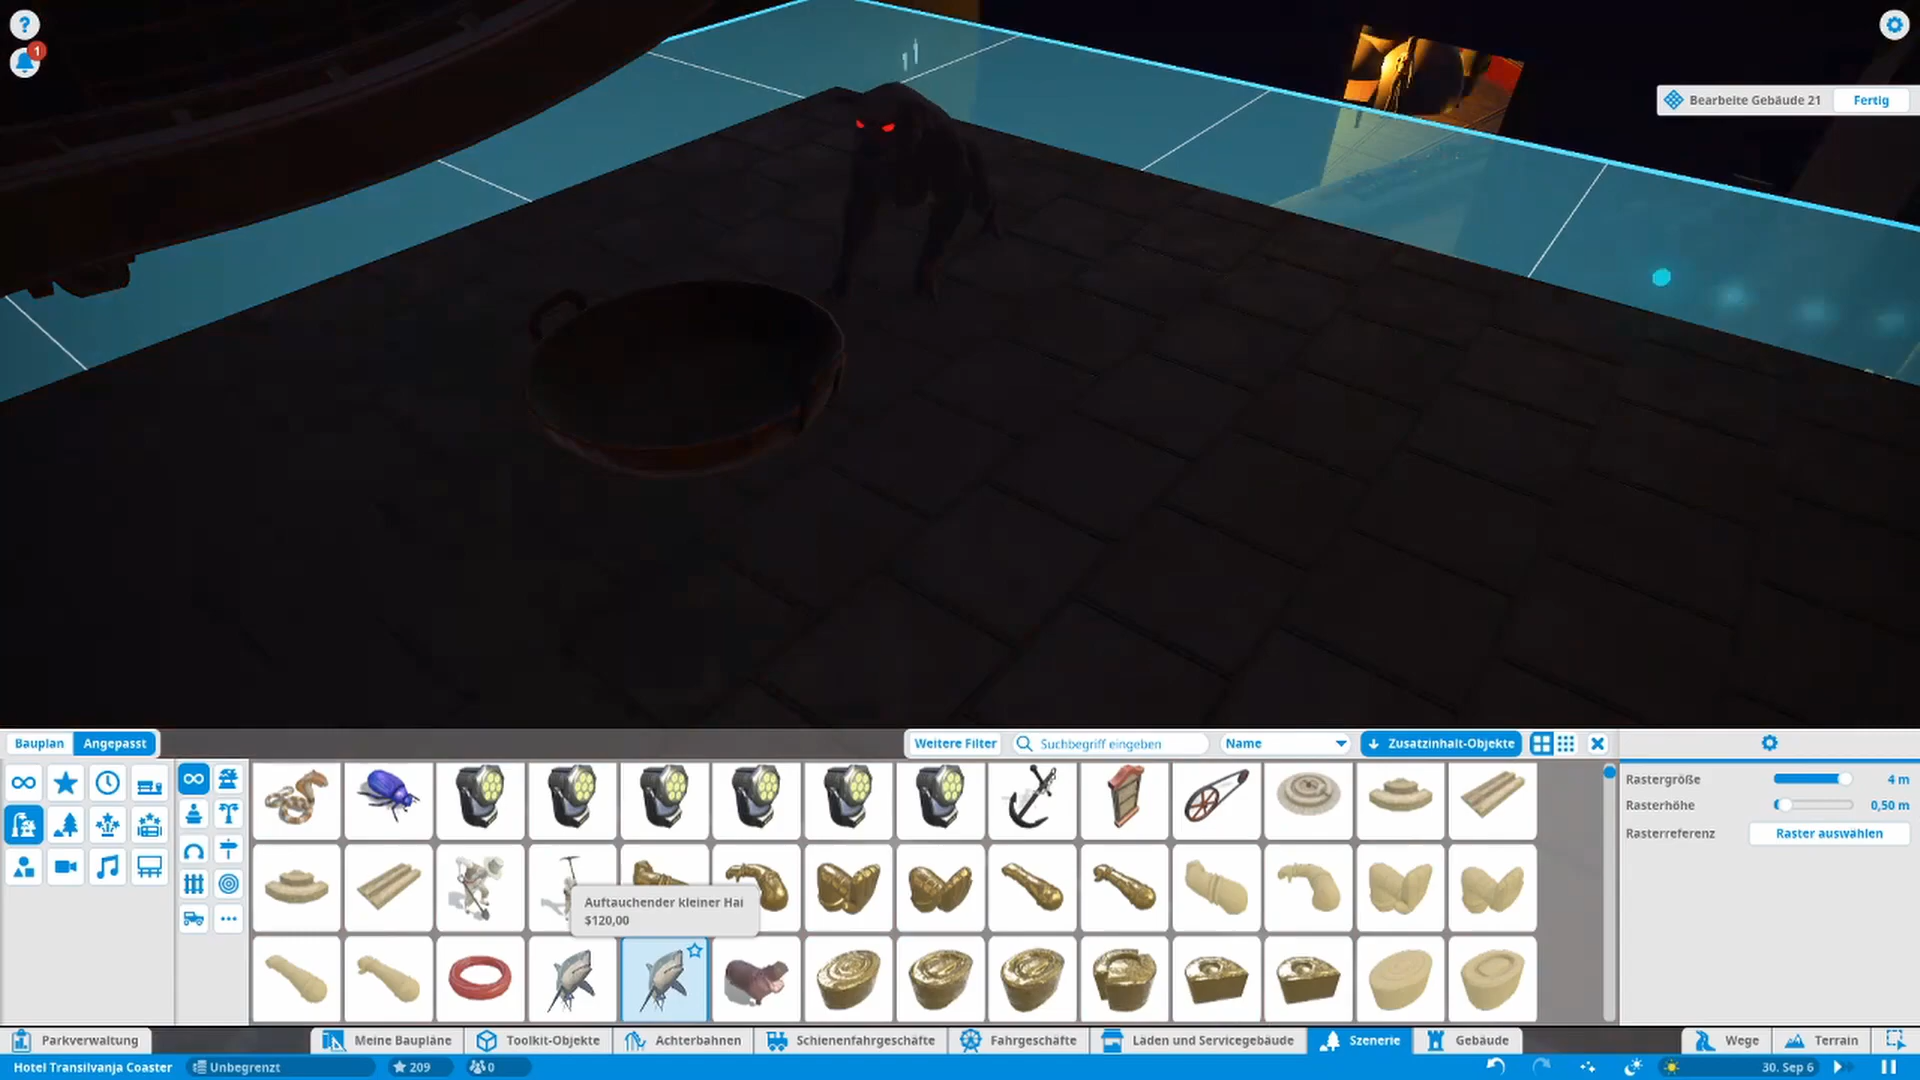 ?
1
Bearbeite Gebäude 21
Fertig
Bauplan
Angepasst
Weitere Filter
Suchbegriff eingeben
Name
Zusatzinhalt-Objekte
Rastergröße
4 m
Rasterhöhe
0,50 m
Rasterreferenz
Raster auswählen
Auftauchender kleiner Hai
$120,00
Parkverwaltung
Meine Baupläne
Toolkit-Objekte
Achterbahnen
Schienenfahrgeschäfte
Fahrgeschäfte
Läden und Servicegebäude
Szenerie
Gebäude
Wege
Terrain
Hotel Transilvanja Coaster
Unbegrenzt
209
0
30. Sep 6